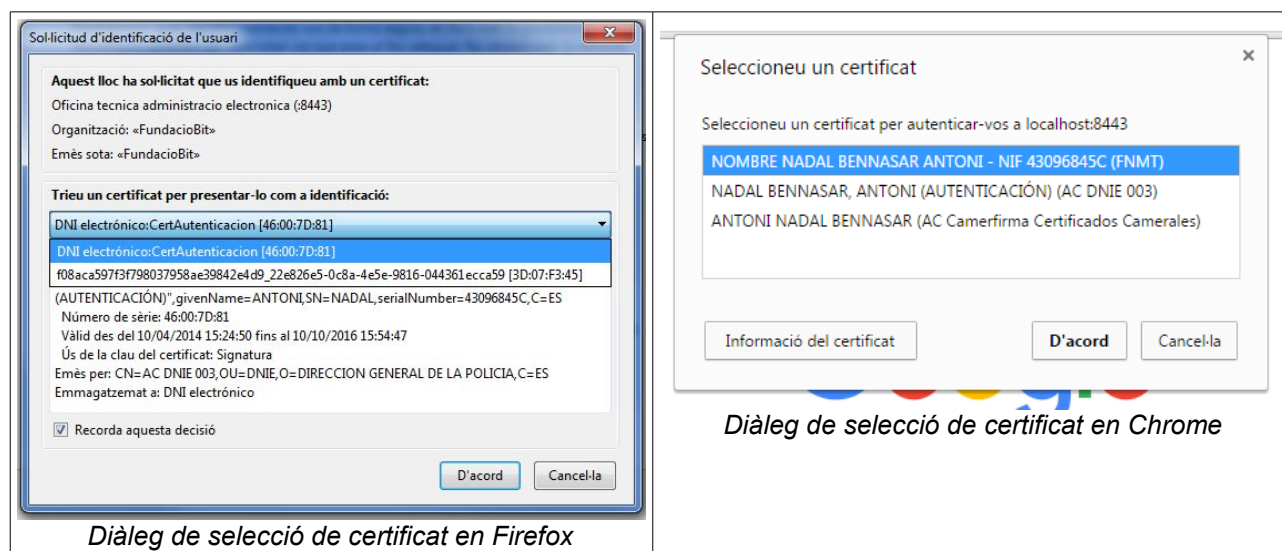 Sol·licitud d'identificació de l'usuari
Aquest lloc ha sol·licitat que us identifiqueu amb un certificat:
Oficina tecnica administracio electronica (:8443)
Organització: «FundacioBit»
Emès sota: «FundacioBit»
Trieu un certificat per presentar-lo com a identificació:
DNI electrónico:CertAutenticacion [46:00:7D:81]
DNI electrónico:CertAutenticacion [46:00:7D:81]
f08aca597f3f798037958ae39842e4d9_22e826e5-0c8a-4e5e-9816-044361ecca59 [3D:07:F3:45]
(AUTENTICACIÓN)",givenName=ANTONI,SN=NADAL,serialNumber=43096845C,C=ES
Número de sèrie: 46:00:7D:81
Vàlid des del 10/04/2014 15:24:50 fins al 10/10/2016 15:54:47
Ús de la clau del certificat: Signatura
Emès per: CN=AC DNIE 003,OU=DNIE,O=DIRECCION GENERAL DE LA POLICIA,C=ES
Emmagatzemat a: DNI electrónico
Recorda aquesta decisió
D'acord Cancel·la
Diàleg de selecció de certificat en Firefox
Seleccioneu un certificat
Seleccioneu un certificat per autenticar-vos a localhost:8443
NOMBRE NADAL BENNASAR ANTONI - NIF 43096845C (FNMT)
NADAL BENNASAR, ANTONI (AUTENTICACIÓN) (AC DNIE 003)
ANTONI NADAL BENNASAR (AC Camerfirma Certificados Camerales)
Informació del certificat D'acord Cancel·la
Diàleg de selecció de certificat en Chrome